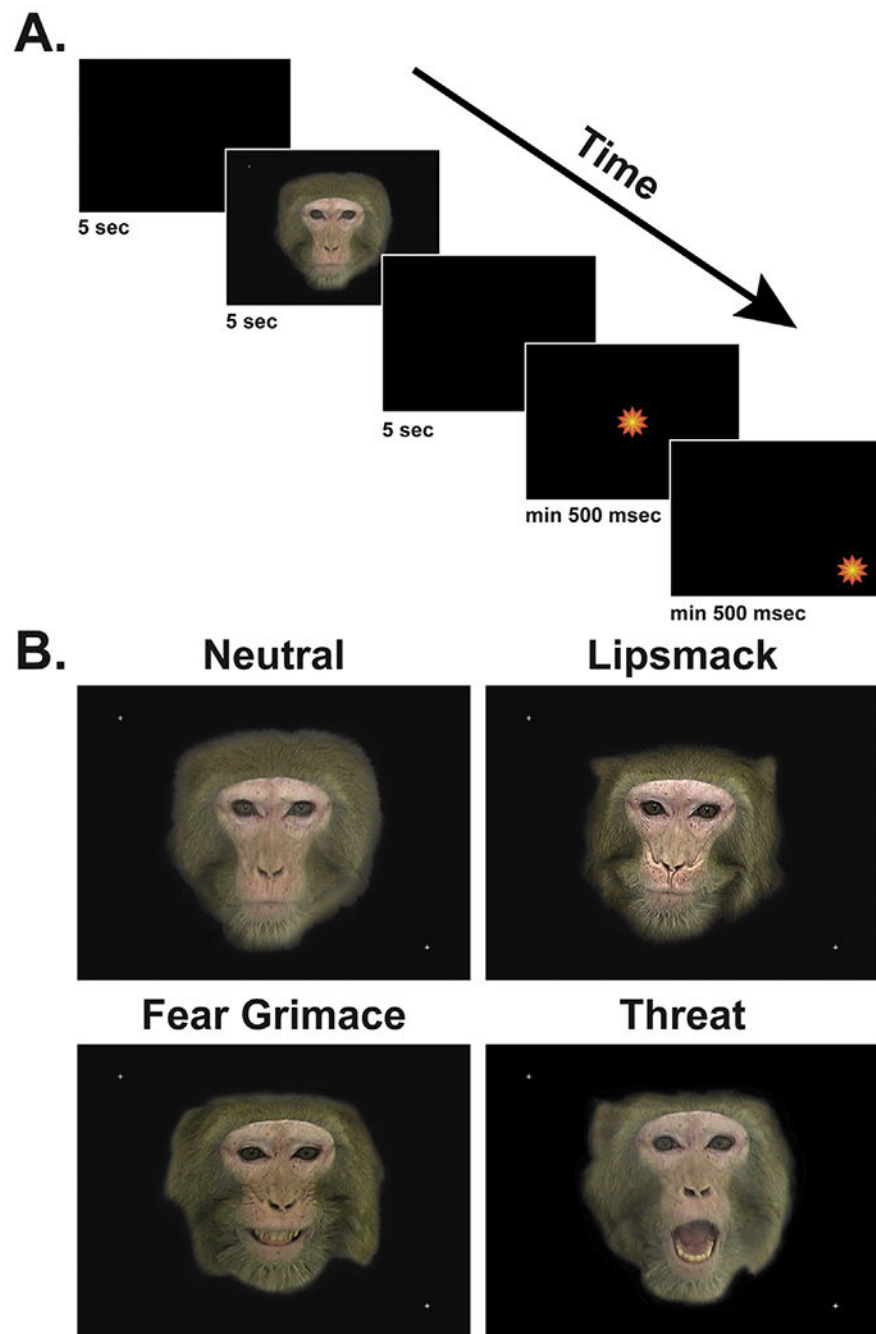 A.
Time
5 sec
5 sec
5 sec
min 500 msec
min 500 msec
B.
Neutral
Lipsmack
Fear Grimace
Threat